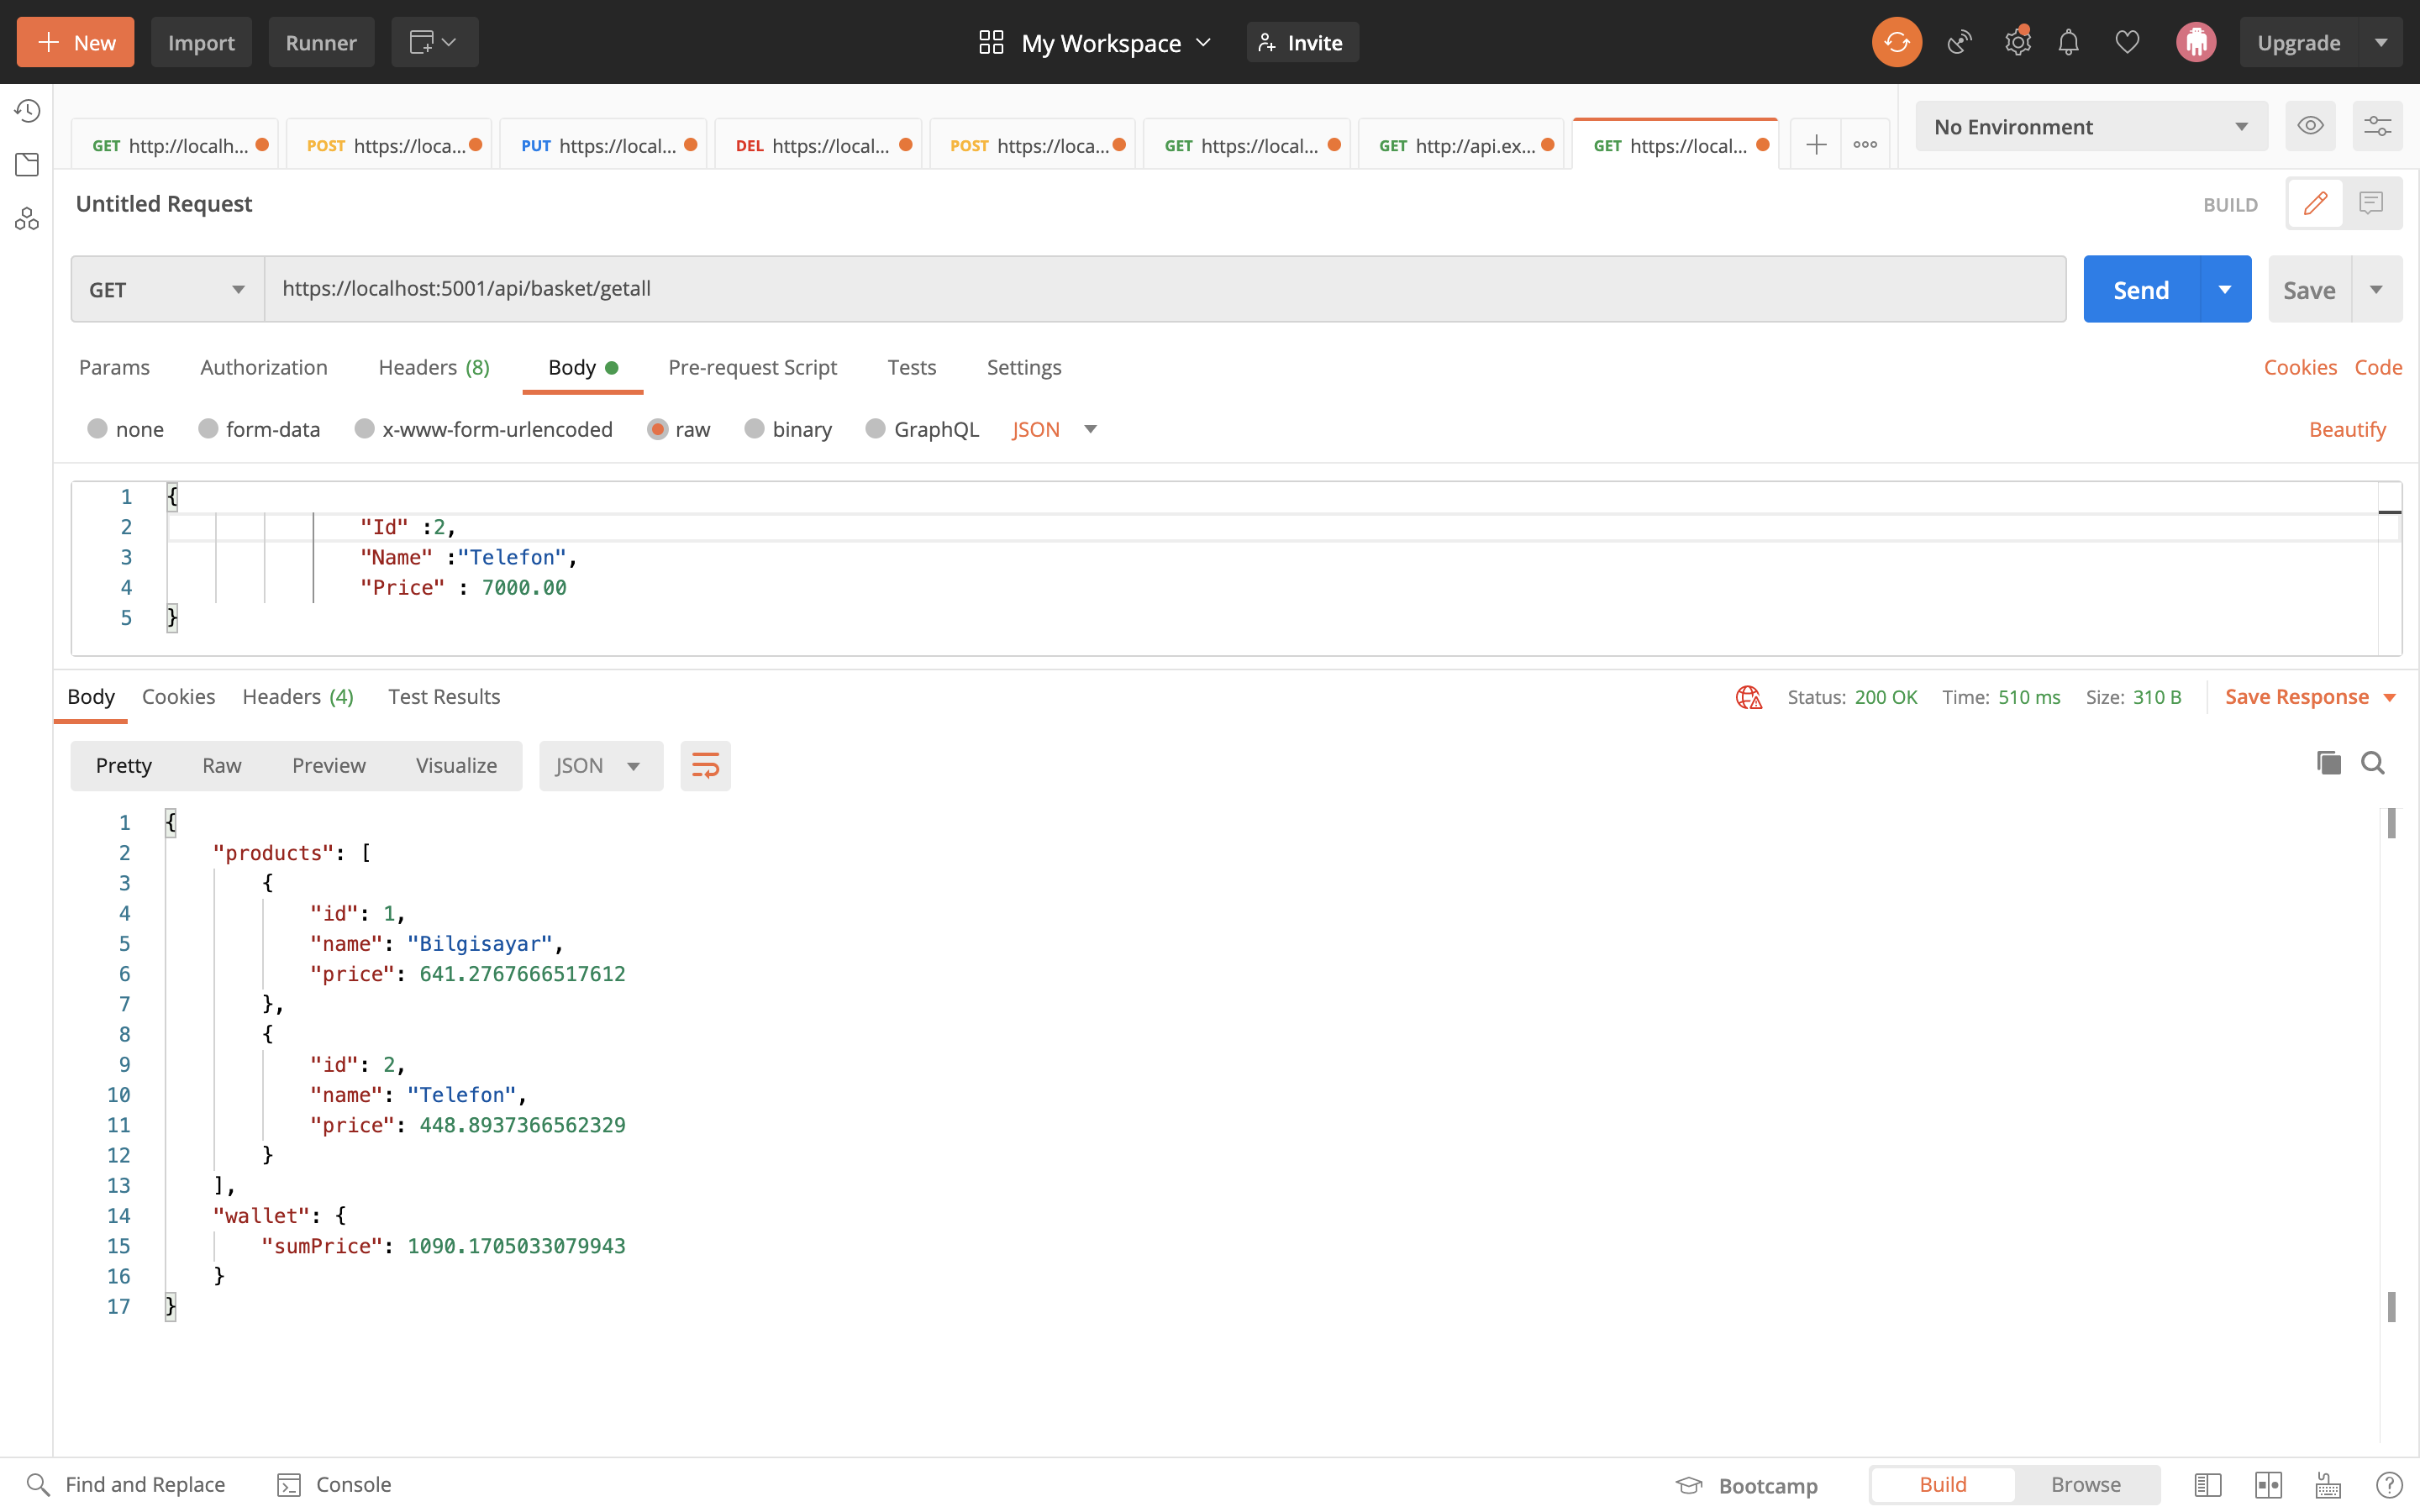 New Import Runner My Workspace Invite Upgrade
GET http://localh... POST https://loca... PUT https://local... DEL https://local... POST https://loca... GET https://local... GET http://api.ex... GET https://local... No Environment
Untitled Request BUILD
GET https://localhost:5001/api/basket/getall Send Save
Params Authorization Headers (8) Body Pre-request Script Tests Settings Cookies Code
none form-data x-www-form-urlencoded raw binary GraphQL JSON Beautify
1 {
2 "Id" :2,
3 "Name" :"Telefon",
4 "Price" : 7000.00
5 }
Body Cookies Headers (4) Test Results Status: 200 OK Time: 510 ms Size: 310 B Save Response
Pretty Raw Preview Visualize JSON
1 {
2 "products": [
3 {
4 "id": 1,
5 "name": "Bilgisayar",
6 "price": 641.2767666517612
7 },
8 {
9 "id": 2,
10 "name": "Telefon",
11 "price": 448.8937366562329
12 }
13 ],
14 "wallet": {
15 "sumPrice": 1090.1705033079943
16 }
17 }
Find and Replace Console Bootcamp Build Browse